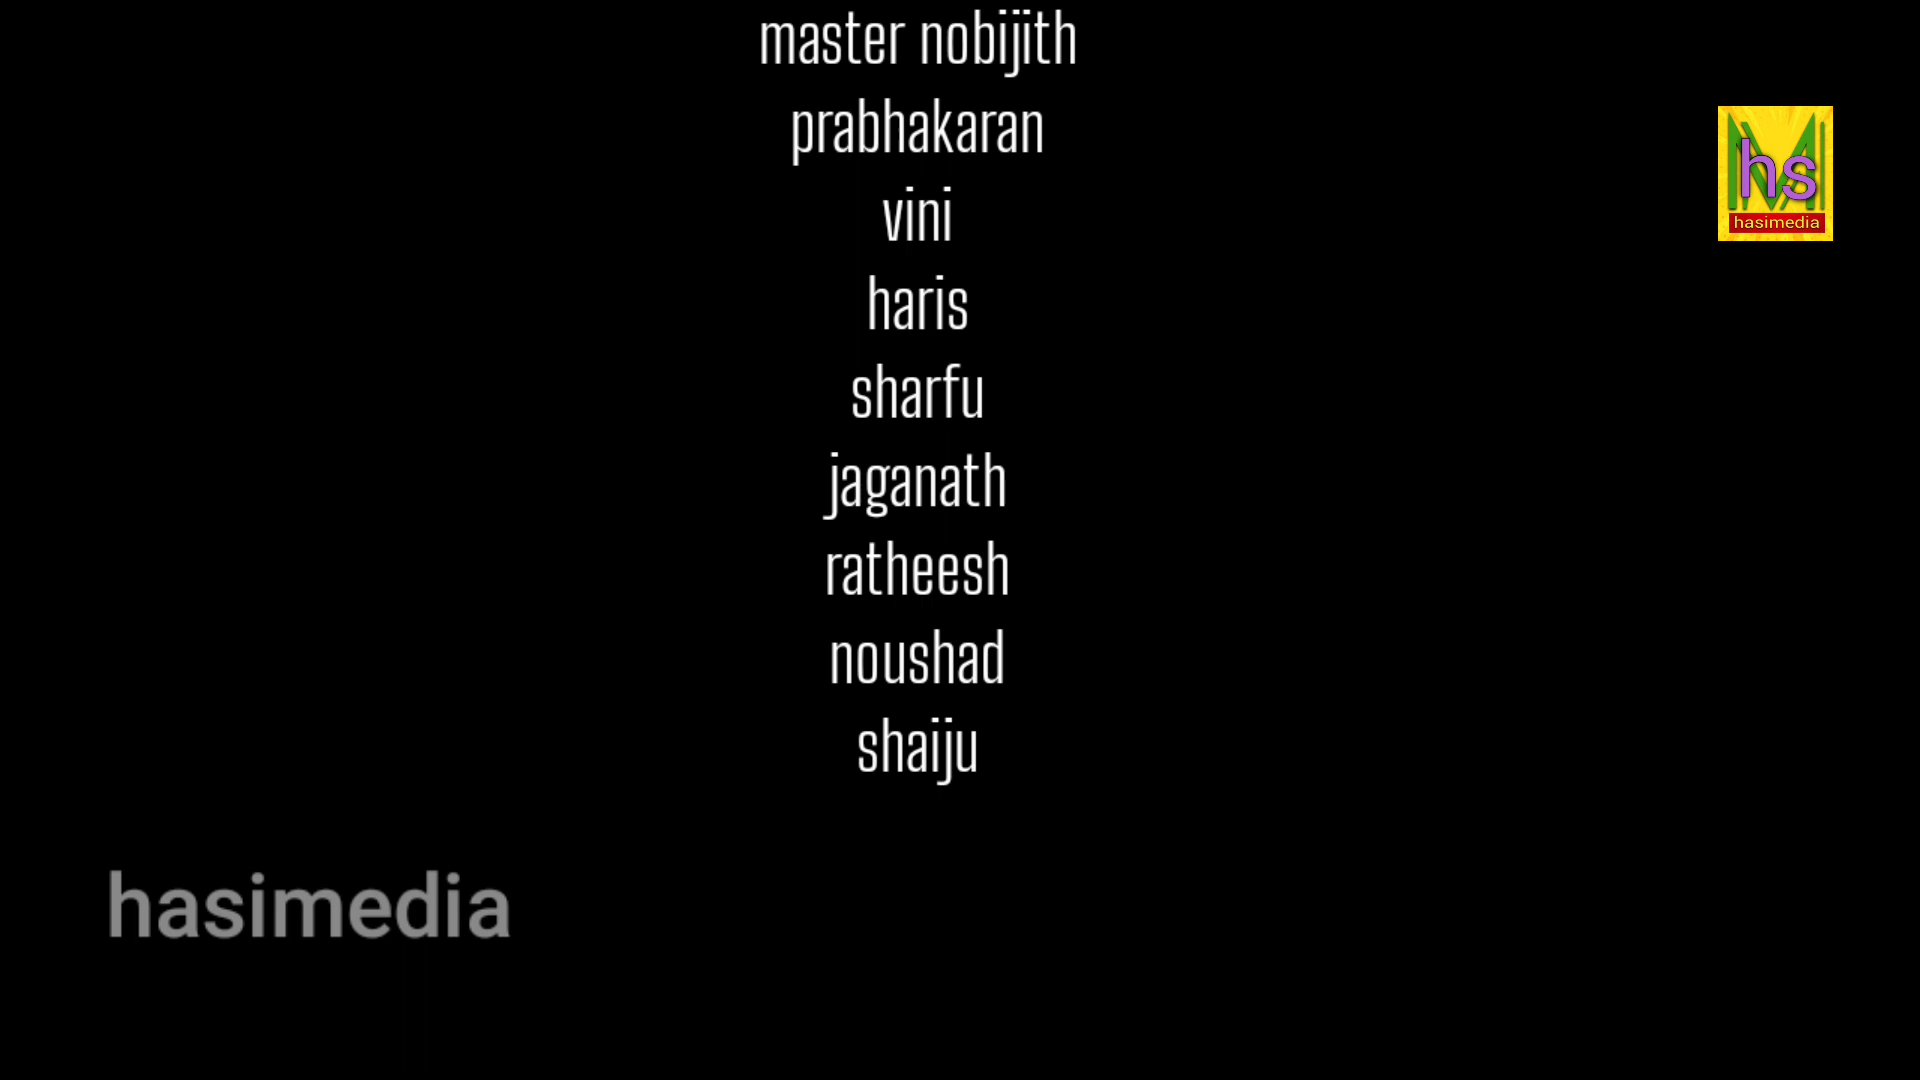 master nobijith
prabhakaran
vini
haris
sharfu
jaganath
ratheesh
noushad
shaiju
hs
hasimedia
hasimedia